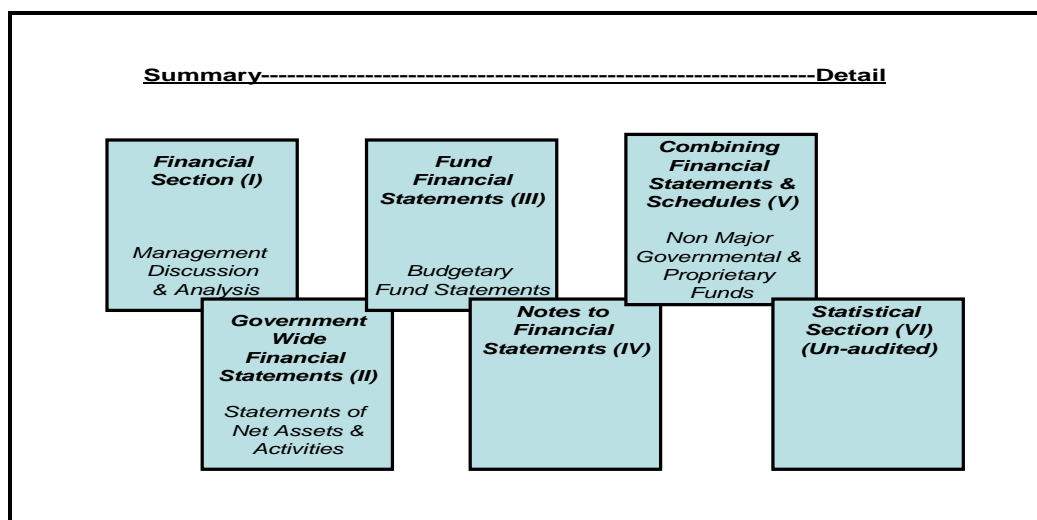 Summary----------------------------------------------------------------Detail
Financial
Section (I)
Management
Discussion
& Analysis
Government
Wide
Financial
Statements (II)
Statements of
Net Assets &
Activities
Fund
Financial
Statements (III)
Budgetary
Fund Statements
Notes to
Financial
Statements (IV)
Combining
Financial
Statements &
Schedules (V)
Non Major
Governmental &
Proprietary
Funds
Statistical
Section (VI)
(Un-audited)